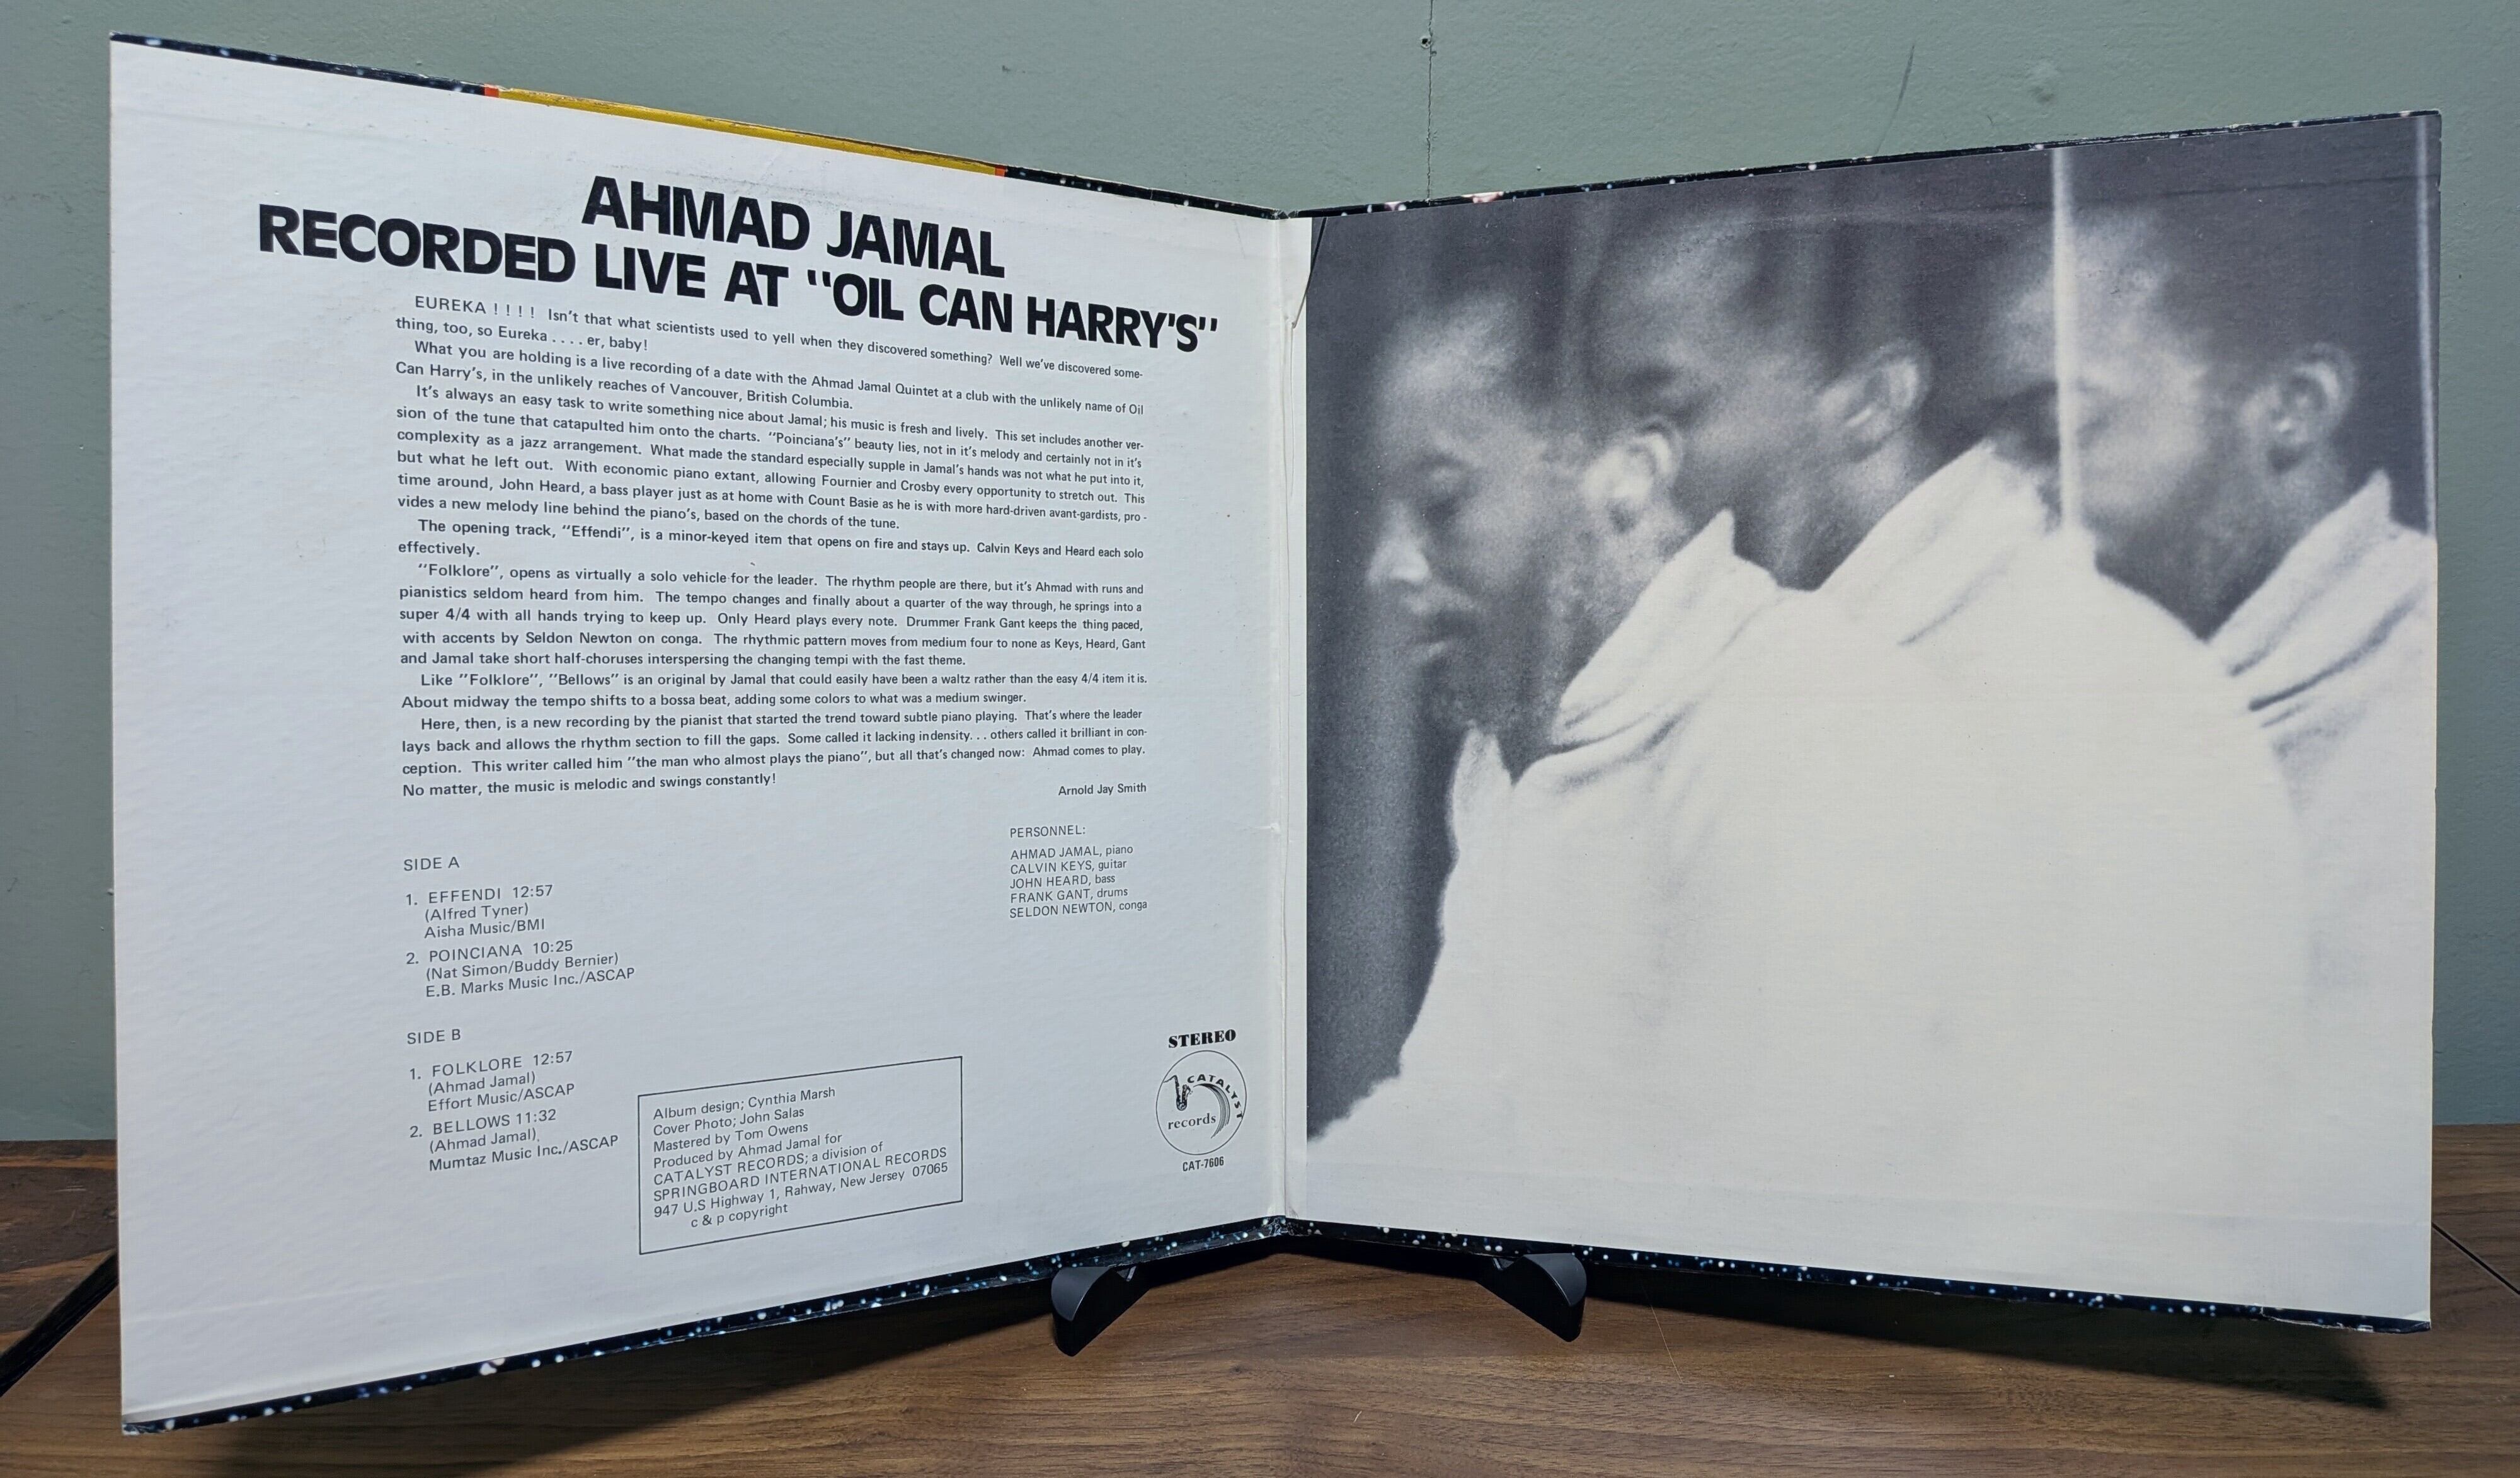 AHMAD JAMAL
RECORDED LIVE AT "OIL CAN HARRY'S"
EUREKA ! ! ! ! Isn't that what scientists used to yell when they discovered something? Well we've discovered some-
thing, too, so Eureka . . . . er, baby!
What you are holding is a live recording of a date with the Ahmad Jamal Quintet at a club with the unlikely name of Oil
Can Harry's, in the unlikely reaches of Vancouver, British Columbia.
It's always an easy task to write something nice about Jamal; his music is fresh and lively. This set includes another ver-
sion of the tune that catapulted him onto the charts. "Poinciana's" beauty lies, not in it's melody and certainly not in it's
complexity as a jazz arrangement. What made the standard especially supple in Jamal's hands was not what he put into it,
but what he left out. With economic piano extant, allowing Fournier and Crosby every opportunity to stretch out. This
time around, John Heard, a bass player just as at home with Count Basie as he is with more hard-driven avant-gardists, pro -
vides a new melody line behind the piano's, based on the chords of the tune.
The opening track, "Effendi", is a minor-keyed item that opens on fire and stays up. Calvin Keys and Heard each solo
effectively.
"Folklore", opens as virtually a solo vehicle for the leader. The rhythm people are there, but it's Ahmad with runs and
pianistics seldom heard from him. The tempo changes and finally about a quarter of the way through, he springs into a
super 4/4 with all hands trying to keep up. Only Heard plays every note. Drummer Frank Gant keeps the thing paced,
with accents by Seldon Newton on conga. The rhythmic pattern moves from medium four to none as Keys, Heard, Gant
and Jamal take short half-choruses interspersing the changing tempi with the fast theme.
Like "Folklore", "Bellows" is an original by Jamal that could easily have been a waltz rather than the easy 4/4 item it is.
About midway the tempo shifts to a bossa beat, adding some colors to what was a medium swinger.
Here, then, is a new recording by the pianist that started the trend toward subtle piano playing. That's where the leader
lays back and allows the rhythm section to fill the gaps. Some called it lacking in density. . . others called it brilliant in con-
ception. This writer called him "the man who almost plays the piano", but all that's changed now: Ahmad comes to play.
No matter, the music is melodic and swings constantly!
Arnold Jay Smith
PERSONNEL:
AHMAD JAMAL, piano
CALVIN KEYS, guitar
JOHN HEARD, bass
FRANK GANT, drums
SELDON NEWTON, conga
SIDE A
1. EFFENDI 12:57
(Alfred Tyner)
Aisha Music/BMI
2. POINCIANA 10:25
(Nat Simon/Buddy Bernier)
E.B. Marks Music Inc./ASCAP
SIDE B
1. FOLKLORE 12:57
(Ahmad Jamal)
Effort Music/ASCAP
2. BELLOWS 11:32
(Ahmad Jamal)
Mumtaz Music Inc./ASCAP
Album design; Cynthia Marsh
Cover Photo; John Salas
Mastered by Tom Owens
Produced by Ahmad Jamal for
CATALYST RECORDS; a division of
SPRINGBOARD INTERNATIONAL RECORDS
947 U.S Highway 1, Rahway, New Jersey 07065
c & p copyright
STEREO
CATALYST
records
CAT-7606